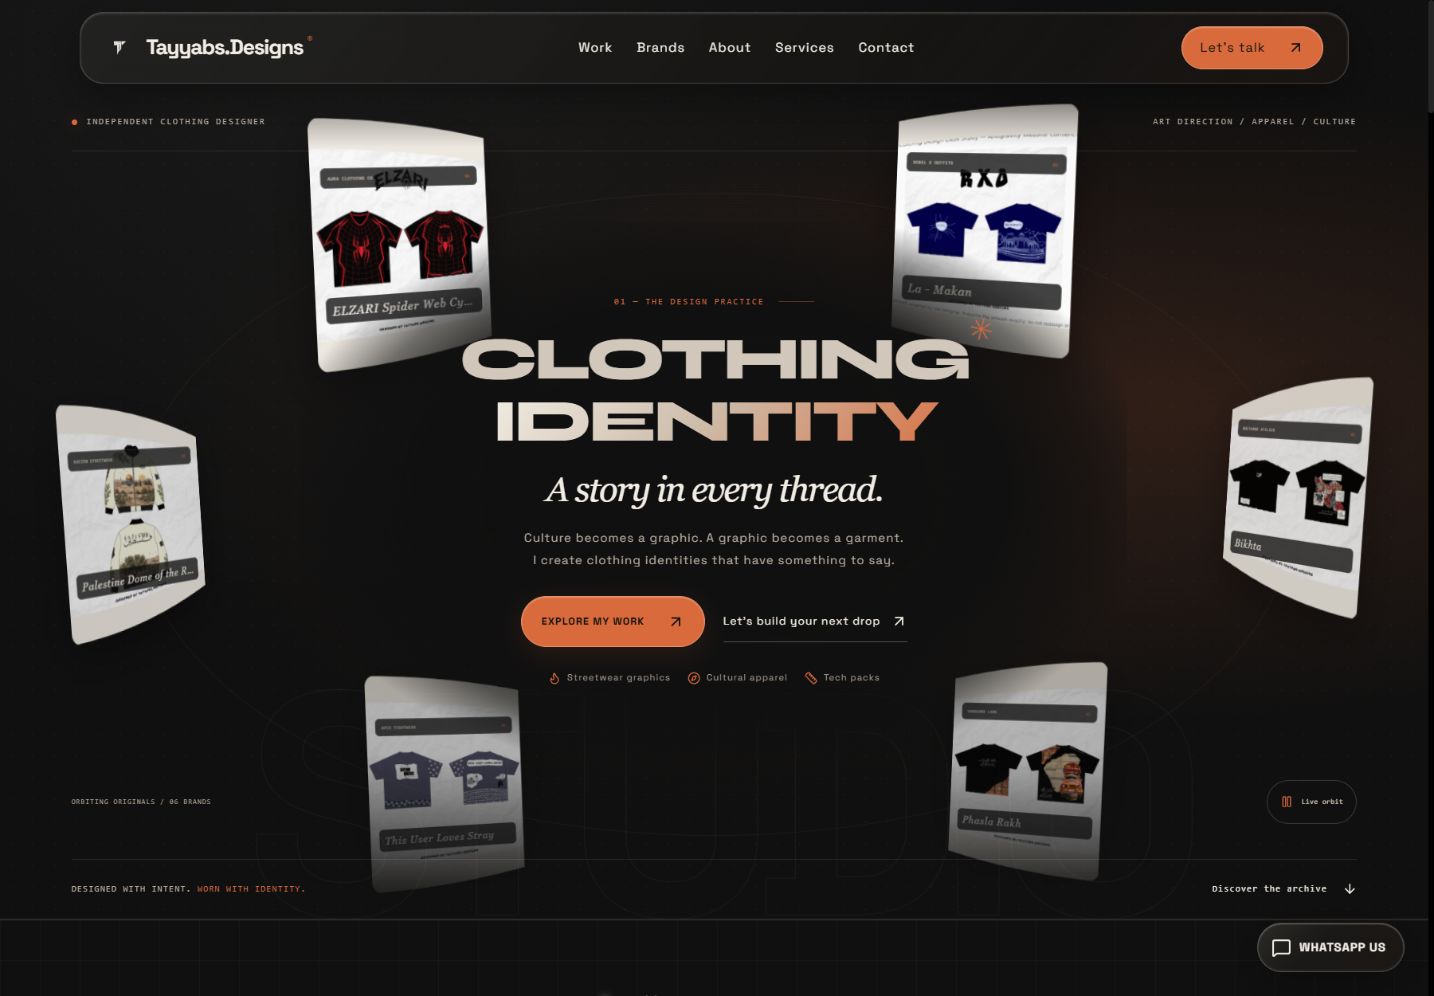 Tayyabs.Designs
Work Brands About Services Contact
Let's talk
INDEPENDENT CLOTHING DESIGNER
ART DIRECTION / APPAREL / CULTURE
ELZARI
ELZARI Spider Web Cy...
REBEL X OUTFITS
RXO
La - Makan
01 — THE DESIGN PRACTICE
CLOTHING
IDENTITY
A story in every thread.
Culture becomes a graphic. A graphic becomes a garment.
I create clothing identities that have something to say.
EXPLORE MY WORK
Let's build your next drop
Streetwear graphics Cultural apparel Tech packs
Palestine Dome of the R...
Bikhta
This User Loves Stray
Phasla Rakh
ORBITING ORIGINALS / 06 BRANDS
Live orbit
STUDIO
DESIGNED WITH INTENT. WORN WITH IDENTITY.
Discover the archive
WHATSAPP US